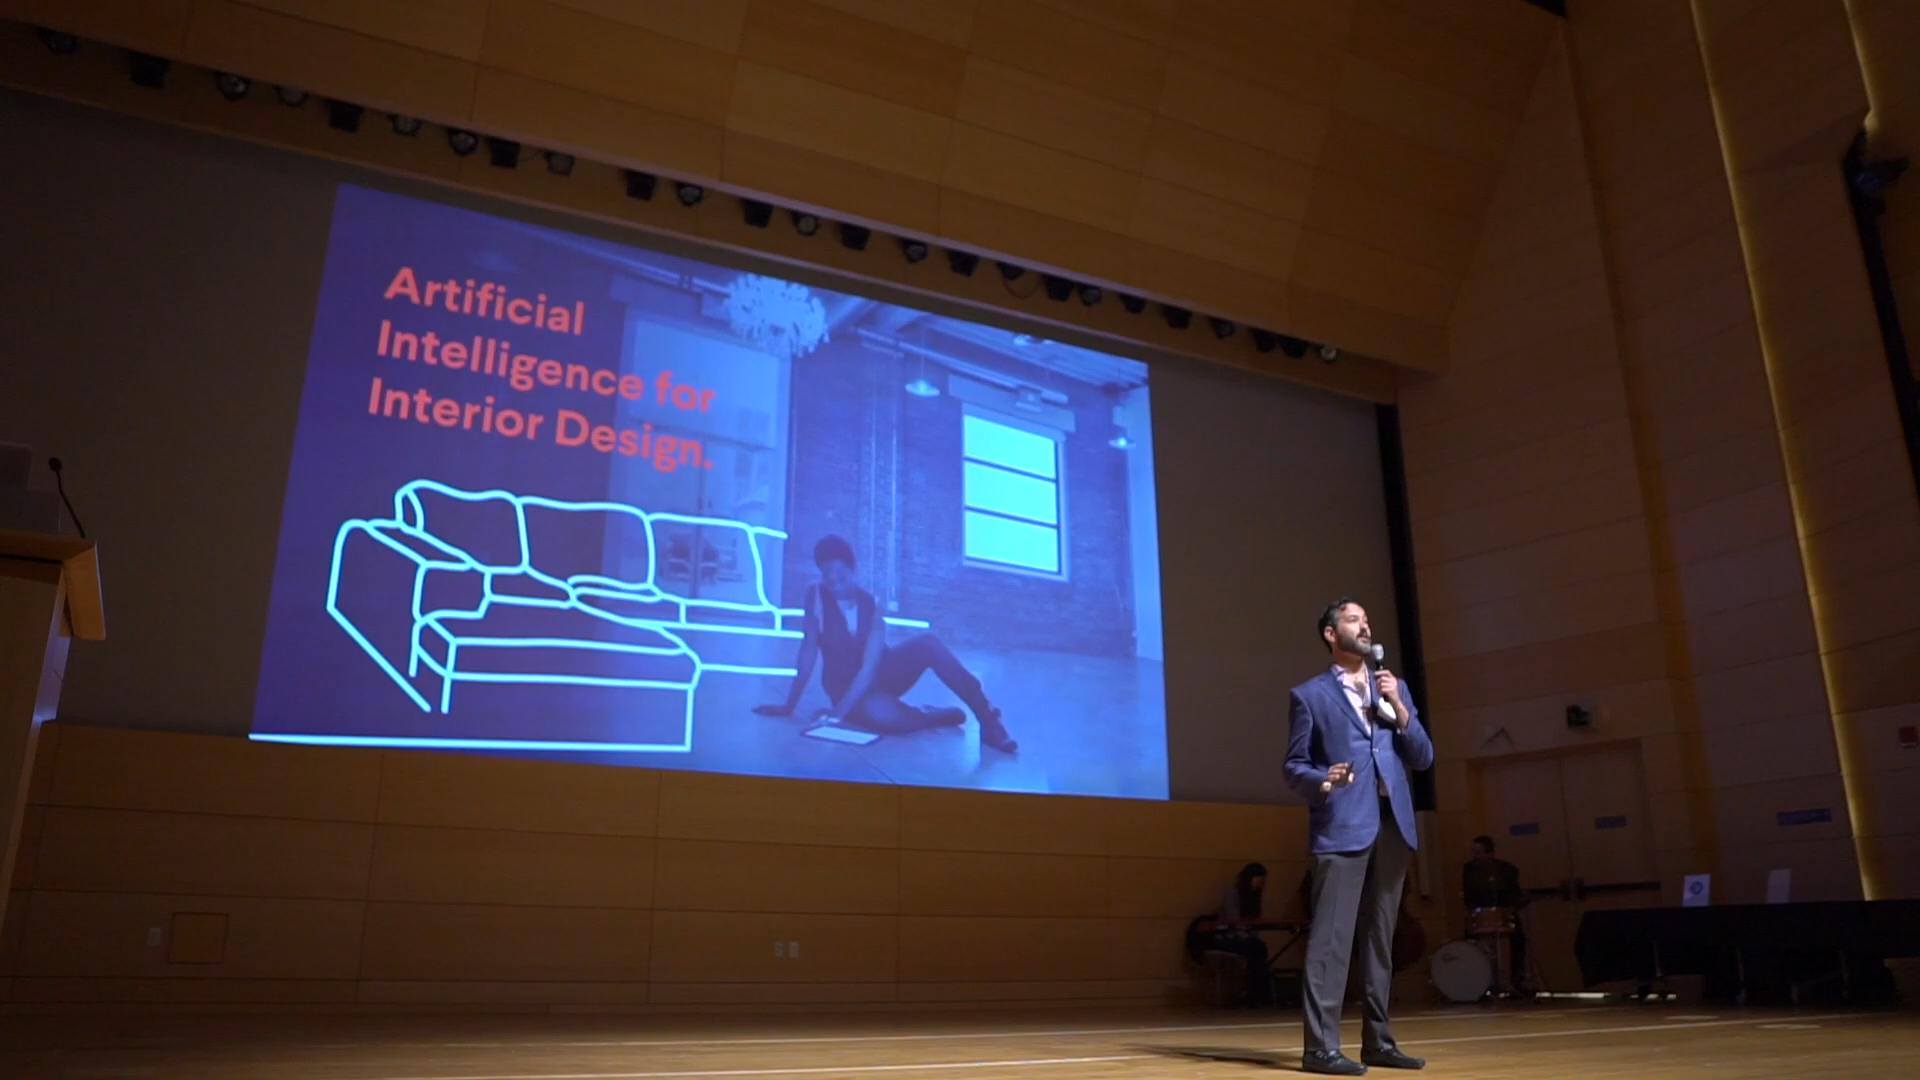 Artificial
Intelligence for
Interior Design.